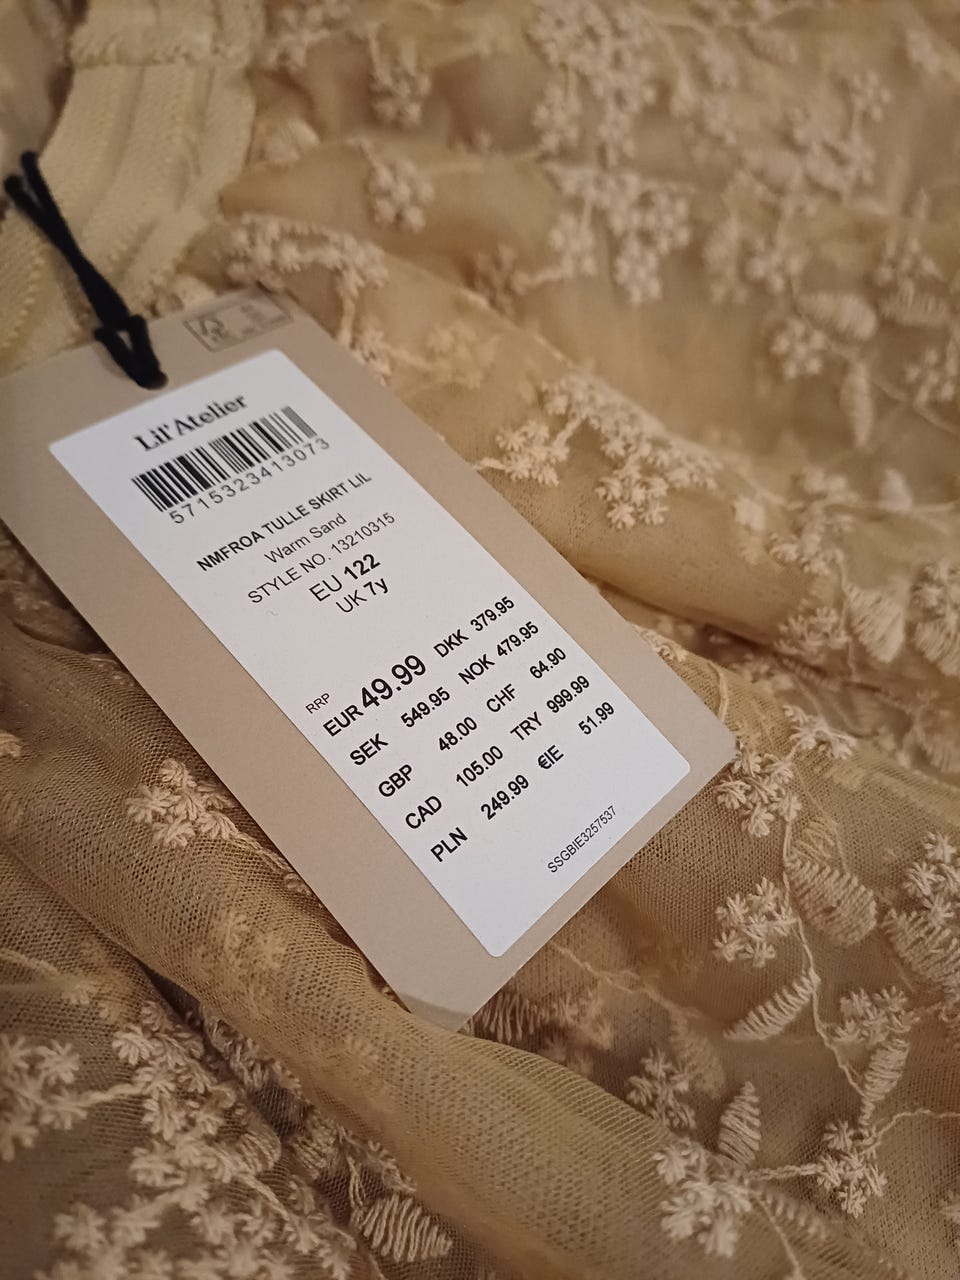 Lil'Atelier
5715323413073
NMFROA TULLE SKIRT LIL
Warm Sand
STYLE NO. 13210315
EU 122
UK 7y
RRP
EUR 49.99 DKK 379.95
SEK 549.95 NOK 479.95
GBP 48.00 CHF 64.90
CAD 105.00 TRY 999.99
PLN 249.99 €IE 51.99
SSGBIE3257537